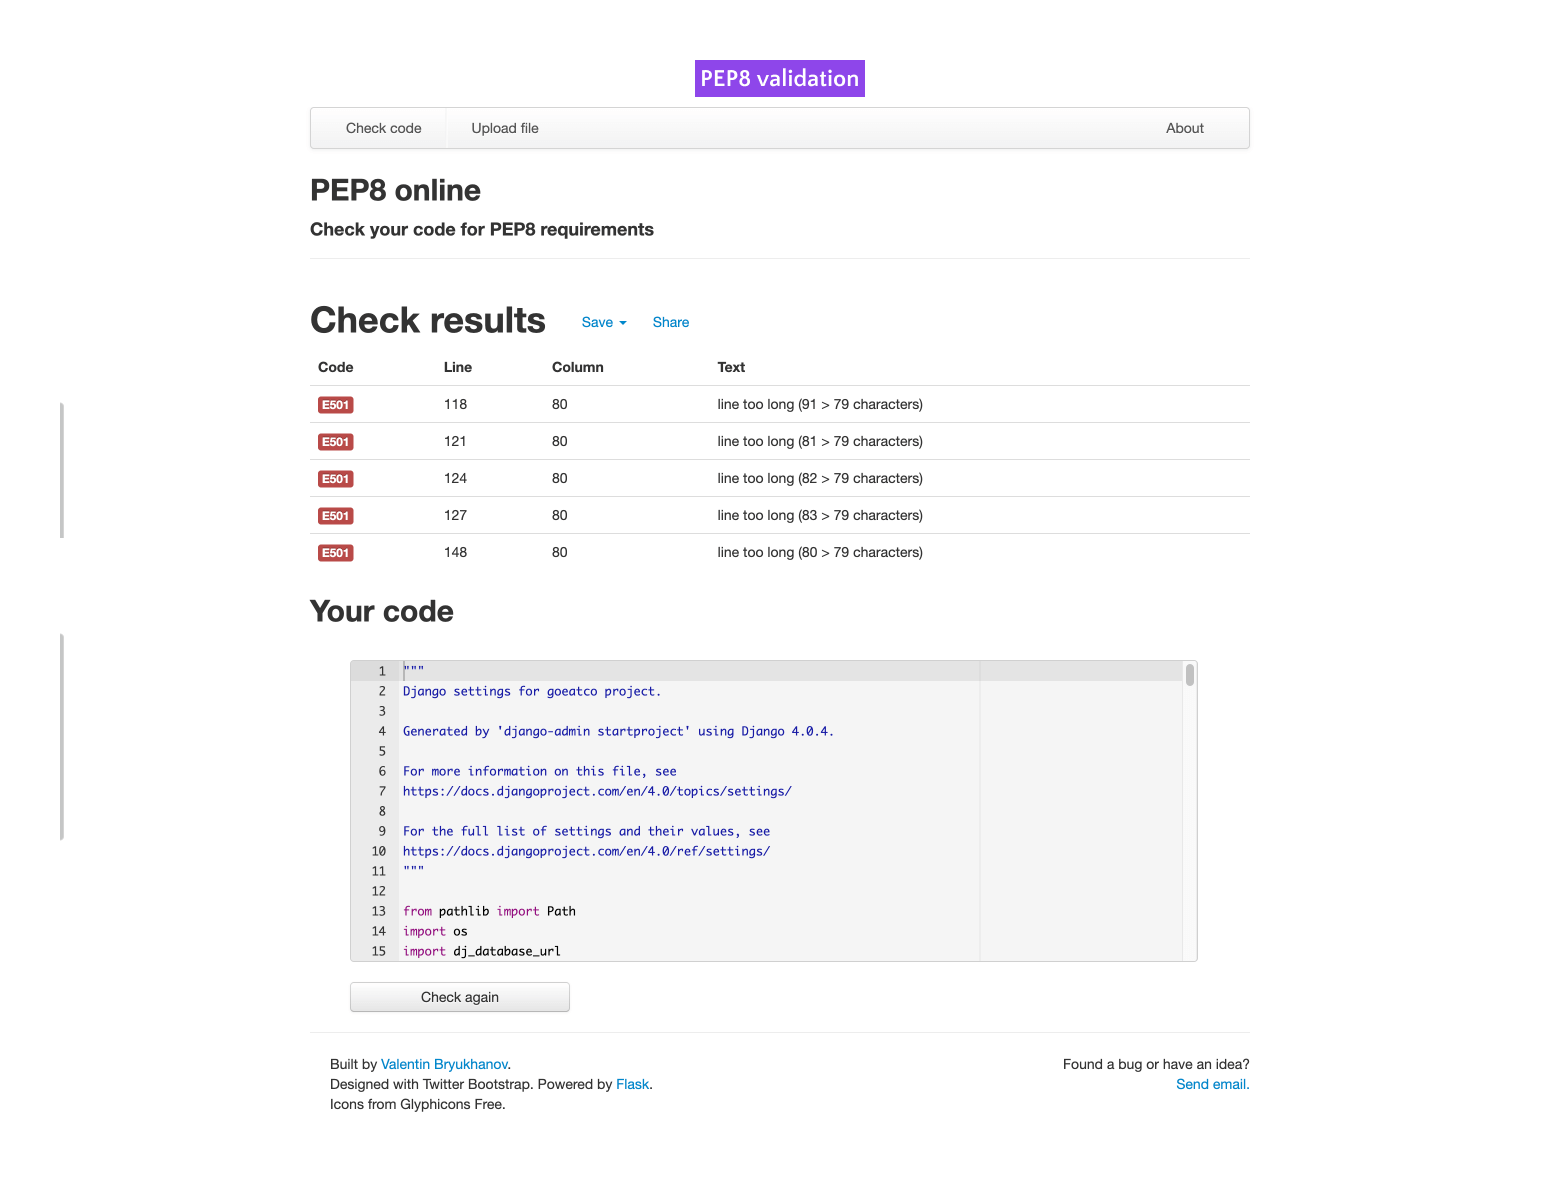 PEP8 validation
Check code Upload file About
PEP8 online
Check your code for PEP8 requirements
Check results Save Share
Code Line Column Text
E501 118 80 line too long (91 > 79 characters)
E501 121 80 line too long (81 > 79 characters)
E501 124 80 line too long (82 > 79 characters)
E501 127 80 line too long (83 > 79 characters)
E501 148 80 line too long (80 > 79 characters)
Your code
1 """
2 Django settings for goeatco project.
3
4 Generated by 'django-admin startproject' using Django 4.0.4.
5
6 For more information on this file, see
7 https://docs.djangoproject.com/en/4.0/topics/settings/
8
9 For the full list of settings and their values, see
10 https://docs.djangoproject.com/en/4.0/ref/settings/
11 """
12
13 from pathlib import Path
14 import os
15 import dj_database_url
Check again
Built by Valentin Bryukhanov.
Designed with Twitter Bootstrap. Powered by Flask.
Icons from Glyphicons Free.
Found a bug or have an idea?
Send email.